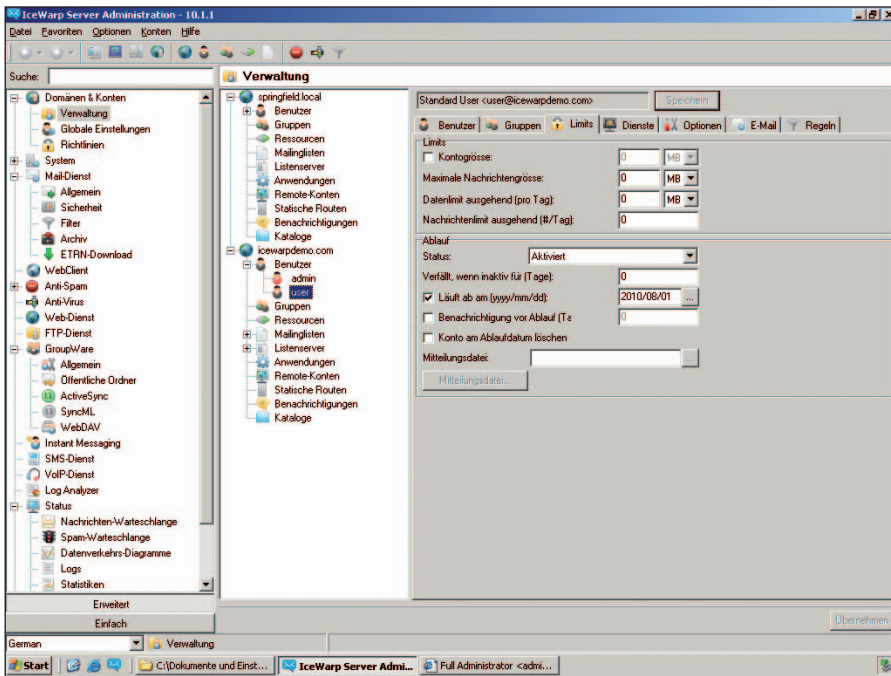 IceWarp Server Administration - 10.1.1
Datei Favoriten Optionen Konten Hilfe
Suche:
Verwaltung
Domänen & Konten
Verwaltung
Globale Einstellungen
Richtlinien
System
Mail-Dienst
Allgemein
Sicherheit
Filter
Archiv
ETRN-Download
WebClient
Anti-Spam
Anti-Virus
Web-Dienst
FTP-Dienst
GroupWare
Allgemein
Öffentliche Ordner
ActiveSync
SyncML
WebDAV
Instant Messaging
SMS-Dienst
VoIP-Dienst
Log Analyzer
Status
Nachrichten-Warteschlange
Spam-Warteschlange
Datenverkehrs-Diagramme
Logs
Statistiken
Erweitert
Einfach
springfield.local
Benutzer
Gruppen
Ressourcen
Mailinglisten
Listenserver
Anwendungen
Remote-Konten
Statische Routen
Benachrichtigungen
Kataloge
icewarpdemo.com
Benutzer
admin
user
Gruppen
Ressourcen
Mailinglisten
Listenserver
Anwendungen
Remote-Konten
Statische Routen
Benachrichtigungen
Kataloge
Standard User <user@icewarpdemo.com> Speichern
Benutzer Gruppen Limits Dienste Optionen E-Mail Regeln
Limits
Kontogrösse: 0 MB
Maximale Nachrichtengrösse: 0 MB
Datenlimit ausgehend (pro Tag): 0 MB
Nachrichtenlimit ausgehend (#/Tag): 0
Ablauf
Status: Aktiviert
Verfällt, wenn inaktiv für (Tage): 0
Läuft ab am (yyyy/mm/dd): 2010/08/01 ...
Benachrichtigung vor Ablauf (Ta 0
Konto am Ablaufdatum löschen
Mitteilungsdatei: ...
Mitteilungsdatei...
Übernehmen
German Verwaltung
Start C:\Dokumente und Einst... IceWarp Server Admi... Full Administrator <admi...